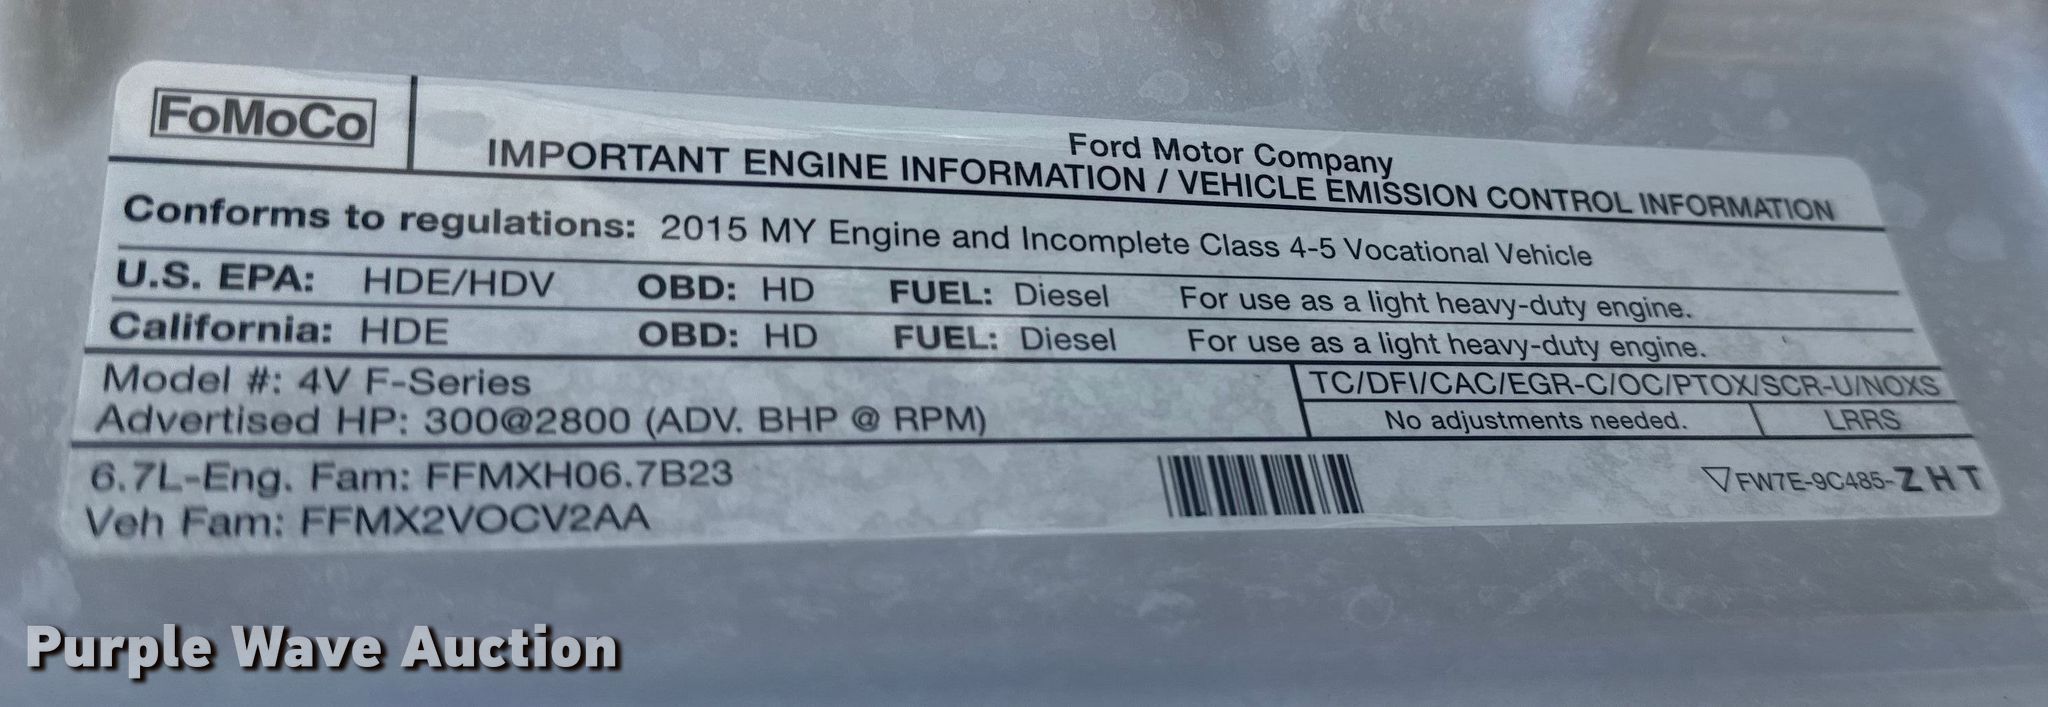 FoMoCo
Ford Motor Company
IMPORTANT ENGINE INFORMATION / VEHICLE EMISSION CONTROL INFORMATION
Conforms to regulations: 2015 MY Engine and Incomplete Class 4-5 Vocational Vehicle
U.S. EPA: HDE/HDV OBD: HD FUEL: Diesel For use as a light heavy-duty engine.
California: HDE OBD: HD FUEL: Diesel For use as a light heavy-duty engine.
Model #: 4V F-Series
Advertised HP: 300@2800 (ADV. BHP @ RPM)
TC/DFI/CAC/EGR-C/OC/PTOX/SCR-U/NOXS
No adjustments needed. LRRS
6.7L-Eng. Fam: FFMXH06.7B23
Veh Fam: FFMX2VOCV2AA
FW7E-9C485-ZHT
Purple Wave Auction